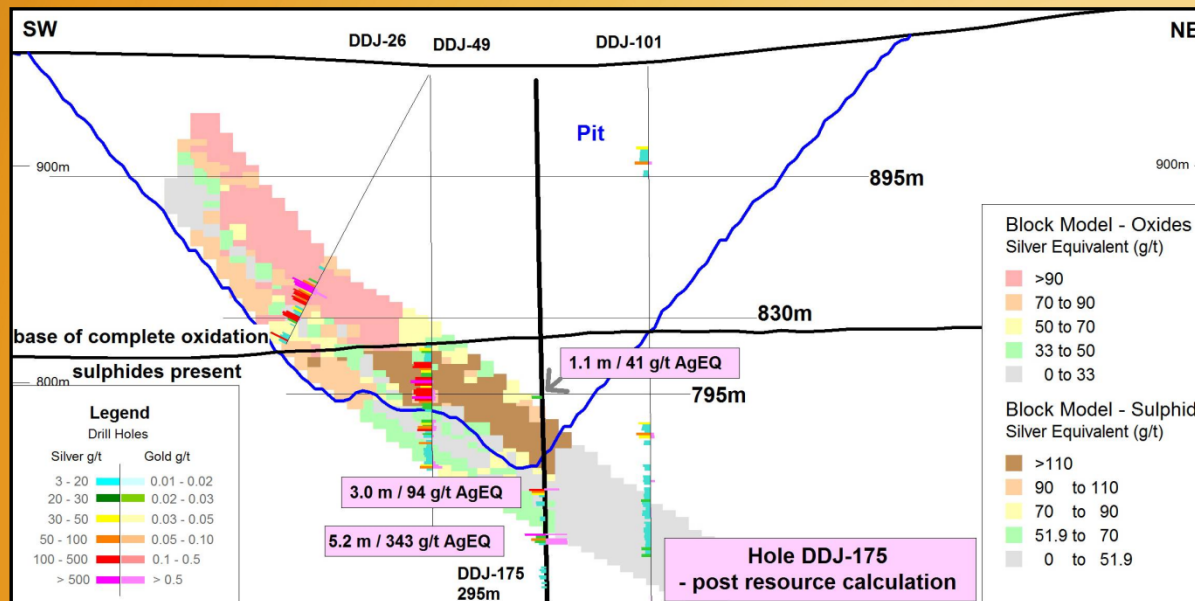 SW
NE
DDJ-26
DDJ-49
DDJ-101
Pit
900m
895m
900m
830m
base of complete oxidation
sulphides present
800m
1.1 m / 41 g/t AgEQ
795m
3.0 m / 94 g/t AgEQ
5.2 m / 343 g/t AgEQ
DDJ-175
295m
Hole DDJ-175
- post resource calculation
Legend
Drill Holes
Silver g/t Gold g/t
3 - 20 0.01 - 0.02
20 - 30 0.02 - 0.03
30 - 50 0.03 - 0.05
50 - 100 0.05 - 0.10
100 - 500 0.1 - 0.5
> 500 > 0.5
Block Model - Oxides
Silver Equivalent (g/t)
>90
70 to 90
50 to 70
33 to 50
0 to 33
Block Model - Sulphid
Silver Equivalent (g/t)
>110
90 to 110
70 to 90
51.9 to 70
0 to 51.9